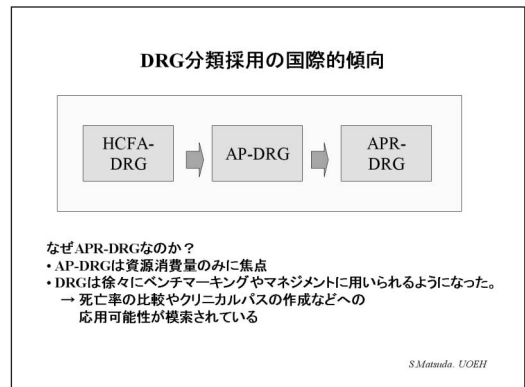 DRG分類採用の国際的傾向
HCFA-
DRG
AP-DRG
APR-
DRG
なぜAPR-DRGなのか？
• AP-DRGは資源消費量のみに焦点
• DRGは徐々にベンチマーキングやマネジメントに用いられるようになった。
→ 死亡率の比較やクリニカルパスの作成などへの
応用可能性が模索されている
S.Matsuda. UOEH